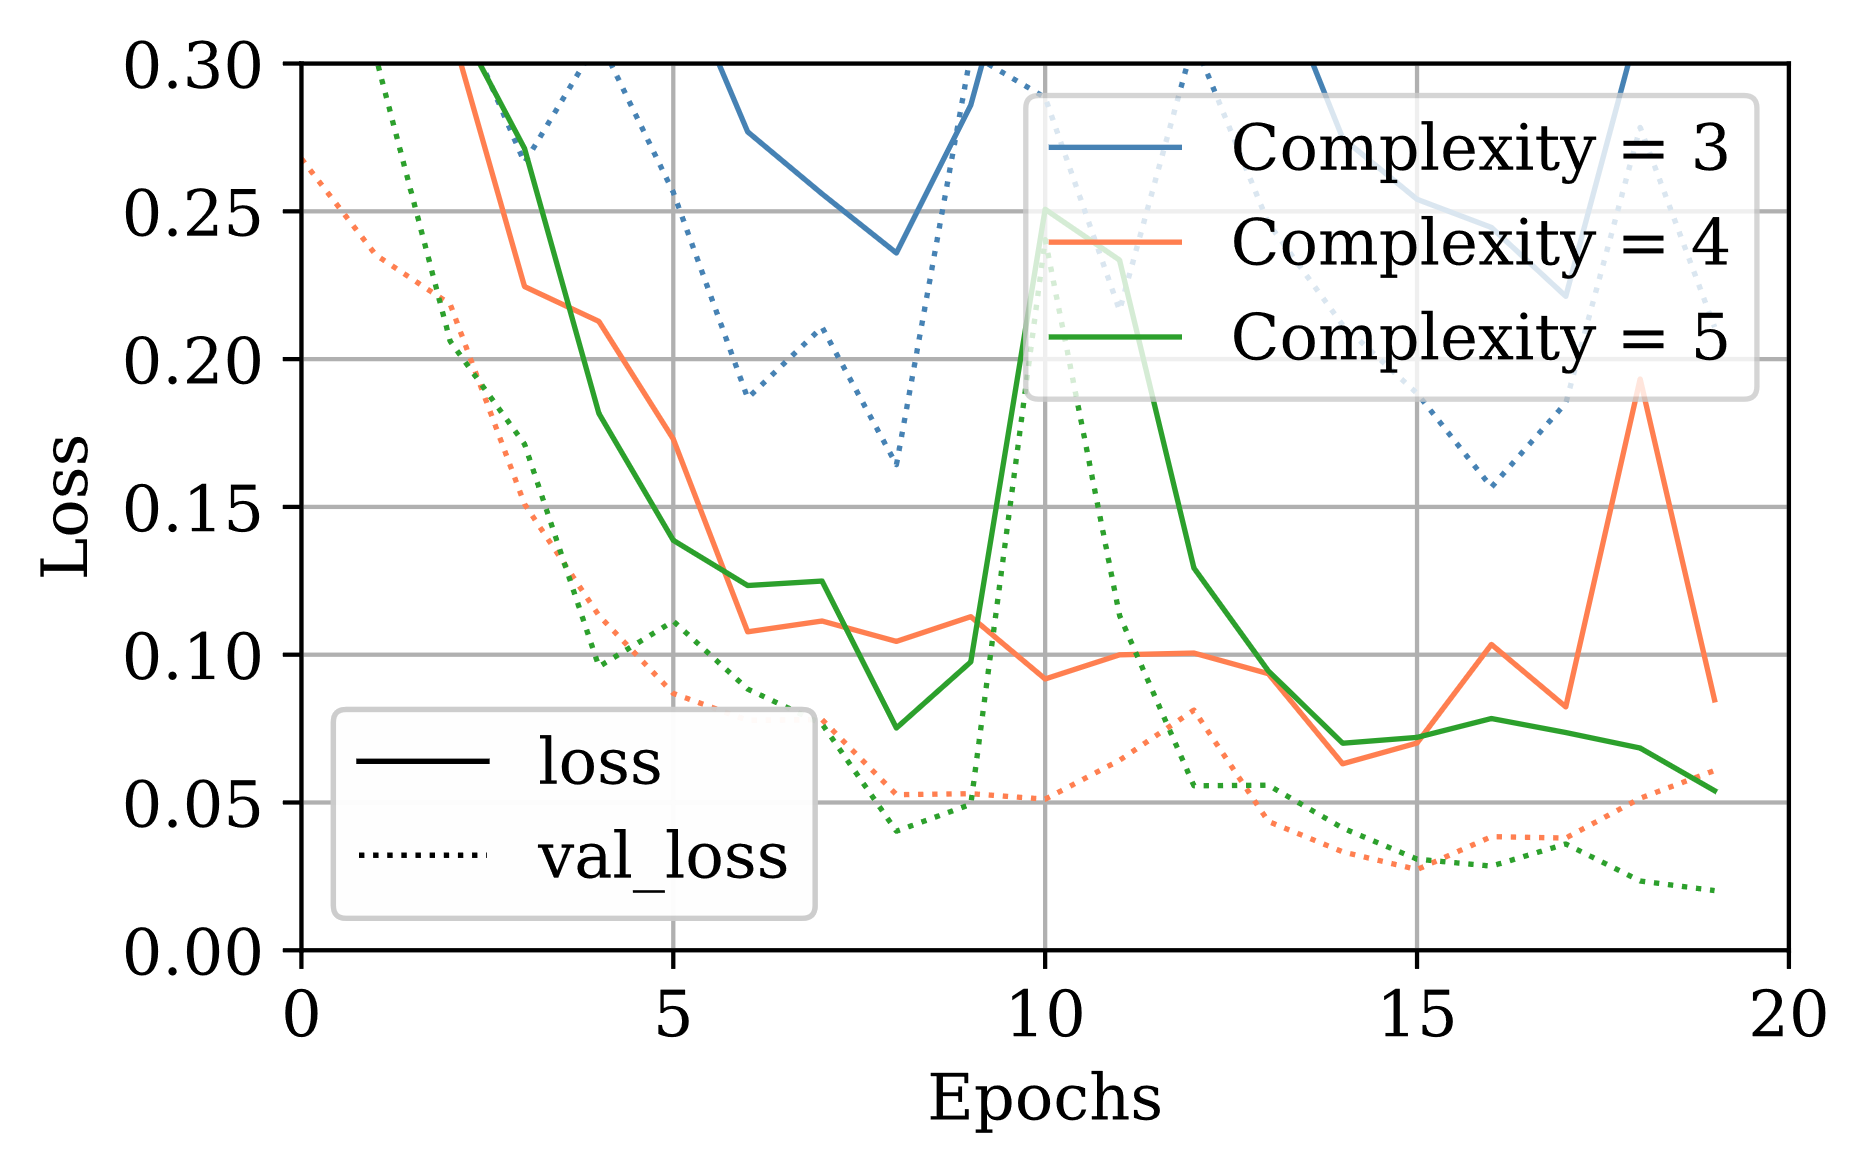 0.30
0.25
0.20
0.15
0.10
0.05
0.00
Loss
Complexity = 3
Complexity = 4
Complexity = 5
loss
val_loss
0 5 10 15 20
Epochs